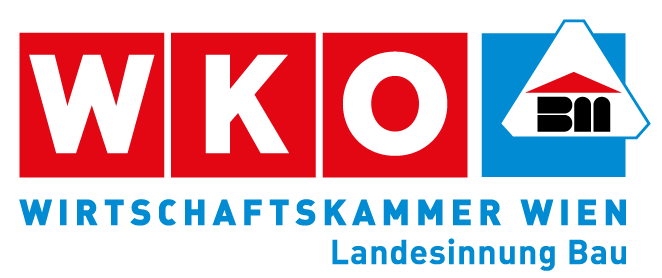 WKO BM
WIRTSCHAFTSKAMMER WIEN
Landesinnung Bau